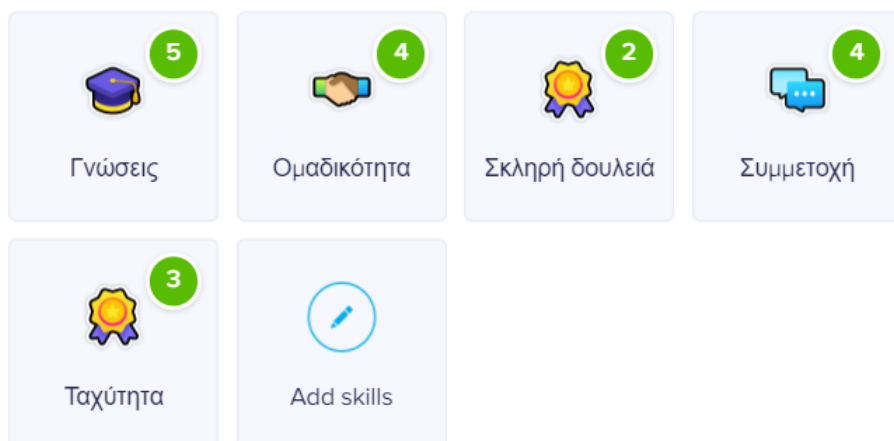 5
Γνώσεις
4
Ομαδικότητα
2
Σκληρή δουλειά
4
Συμμετοχή
3
Ταχύτητα
Add skills